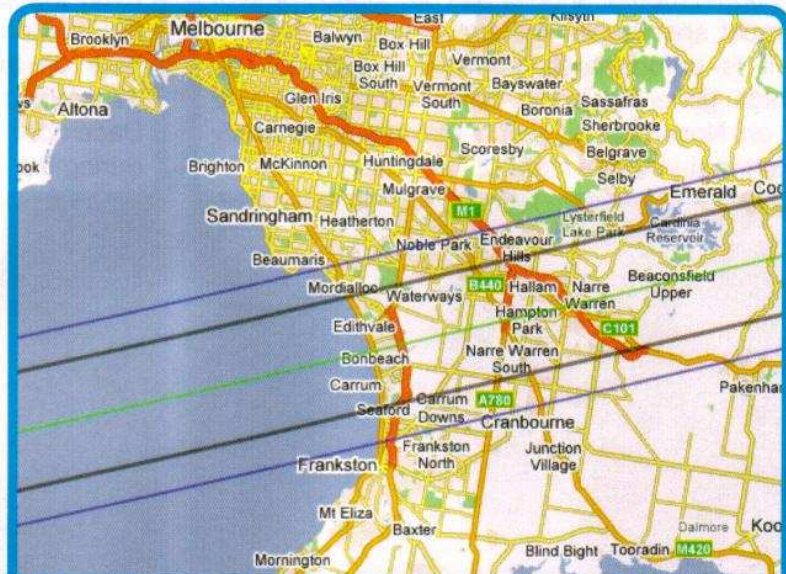 East
Kilsyth
Brooklyn
Melbourne
Balwyn
Box Hill
Vermont
Box Hill
South
Vermont
South
Bayswater
Altona
Glen Iris
Boronia
Sassafras
Carnegie
Sherbrooke
Scoresby
Belgrave
Brighton
McKinnon
Huntingdale
Selby
Mulgrave
Emerald
Sandringham
Heatherton
M1
Lysterfield
Lake Park
Cardinia
Reservoir
Noble Park
Endeavour
Hills
Beaumaris
Mordialloc
Waterways
B440
Hallam
Narre
Warren
Beaconsfield
Upper
Edithvale
Hampton
Park
C101
Bonbeach
Narre Warren
South
Carrum
Seaford
Carrum
Downs
A780
Cranbourne
Frankston
Frankston
North
Junction
Village
Mt Eliza
Baxter
Dalmore
Mornington
Blind Bight
Tooradin
M420